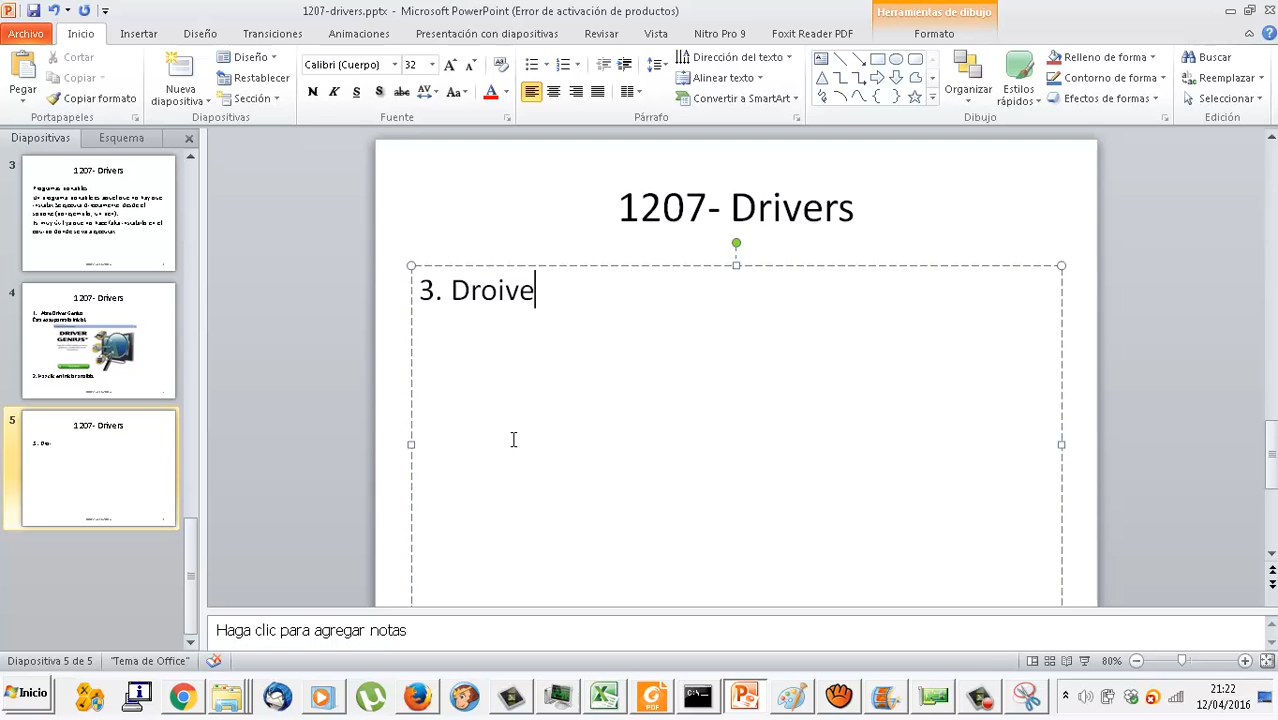 1207-drivers.pptx - Microsoft PowerPoint (Error de activación de productos)
Herramientas de dibujo
Archivo Inicio Insertar Diseño Transiciones Animaciones Presentación con diapositivas Revisar Vista Nitro Pro 9 Foxit Reader PDF Formato
Pegar
Cortar
Copiar
Copiar formato
Portapapeles
Nueva diapositiva
Diseño
Restablecer
Sección
Diapositivas
Calibri (Cuerpo) 32
N K S S abc AV Aa A
Fuente
Dirección del texto
Alinear texto
Convertir a SmartArt
Párrafo
Organizar
Estilos rápidos
Relleno de forma
Contorno de forma
Efectos de formas
Dibujo
Buscar
Reemplazar
Seleccionar
Edición
Diapositivas Esquema
3
1207- Drivers
4
1207- Drivers
DRIVER
GENIUS
5
1207- Drivers
1207- Drivers
3. Droive
Haga clic para agregar notas
Diapositiva 5 de 5 "Tema de Office" 80%
Inicio
21:22
12/04/2016